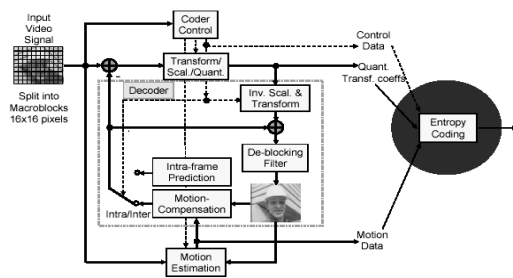 Input
Video
Signal
Coder
Control
Control
Data
Transform/
Scal./Quant.
Quant.
Transf. coeffs
Split into
Macroblocks
16x16 pixels
Decoder
Inv. Scal. &
Transform
Entropy
Coding
De-blocking
Filter
Intra-frame
Prediction
Motion-
Compensation
Intra/Inter
Motion
Data
Motion
Estimation